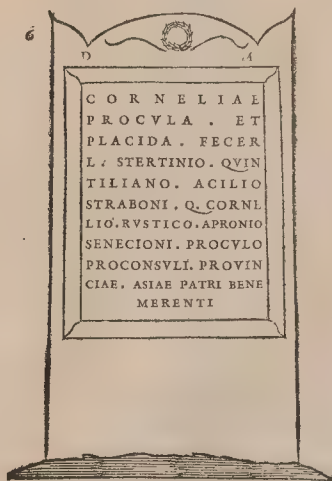 6
D A
CORNELIAE
PROCVLA . ET
PLACIDA . FECER
L. STERTINIO . QVIN
TILIANO . ACILIO
STRABONI . Q. CORNE
LIO . RVSTICO . APRONIO
SENECIONI . PROCVLO
PROCONSVLI . PROVIN
CIAE . ASIAE PATRI BENE
MERENTI